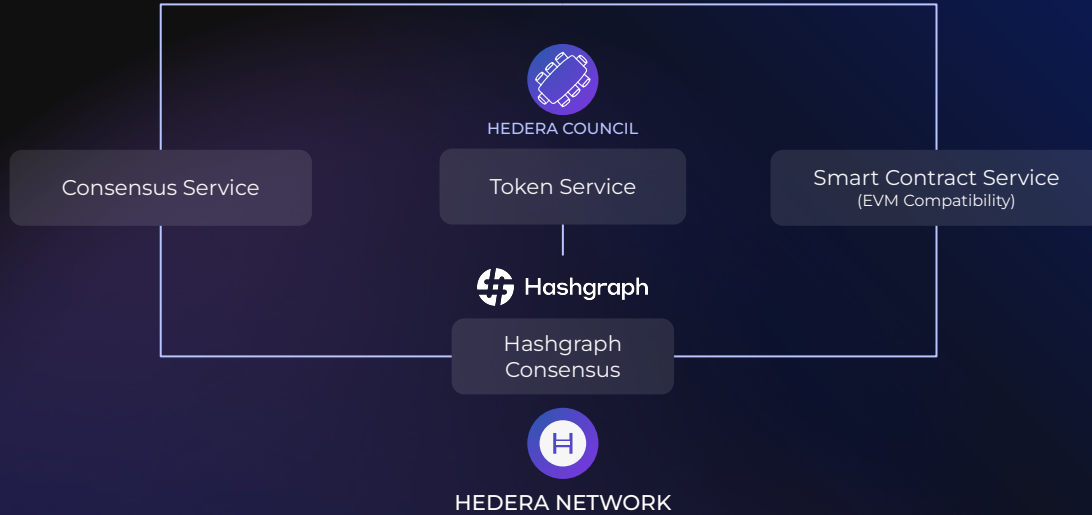 HEDERA COUNCIL
Consensus Service
Token Service
Smart Contract Service
(EVM Compatibility)
Hashgraph
Hashgraph
Consensus
H
HEDERA NETWORK